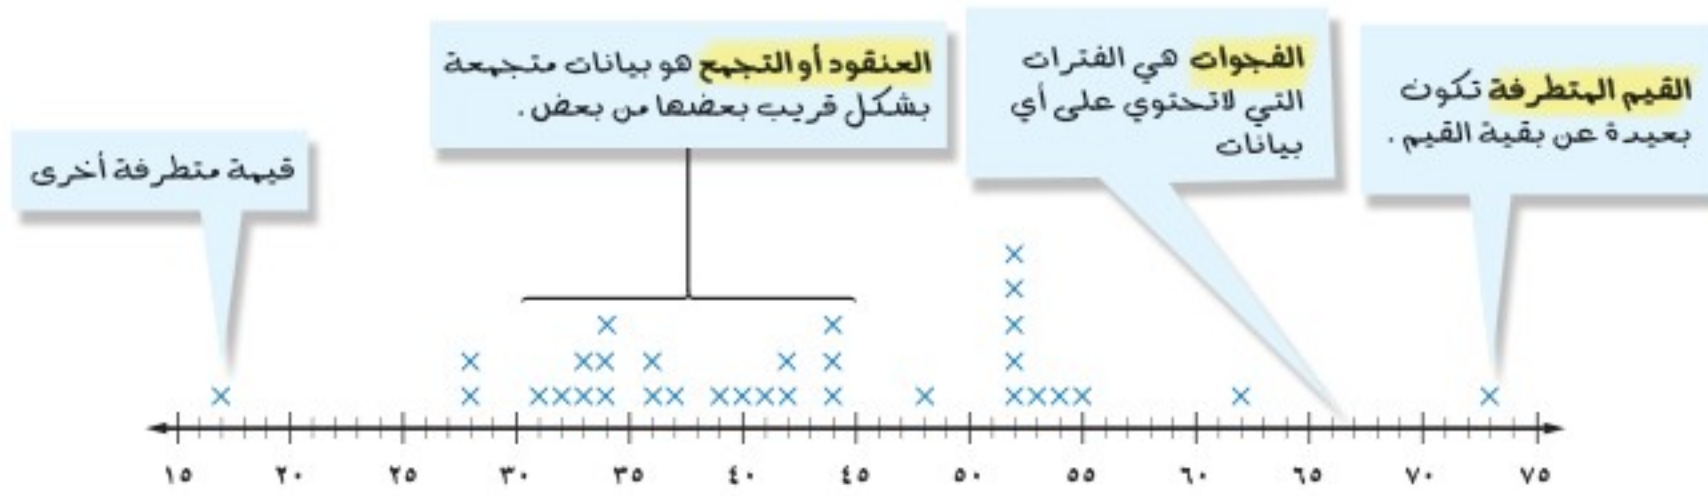 القيم المتطرفة تكون
بعيدة عن بقية القيم .
الفجوات هي الفترات
التي لاتحتوي على أي
بيانات
العنقود أو التجمع هو بيانات متجمعة
بشكل قريب بعضها من بعض .
قيمة متطرفة أخرى
١٥ ٢٠ ٢٥ ٣٠ ٣٥ ٤٠ ٤٥ ٥٠ ٥٥ ٦٠ ٦٥ ٧٠ ٧٥